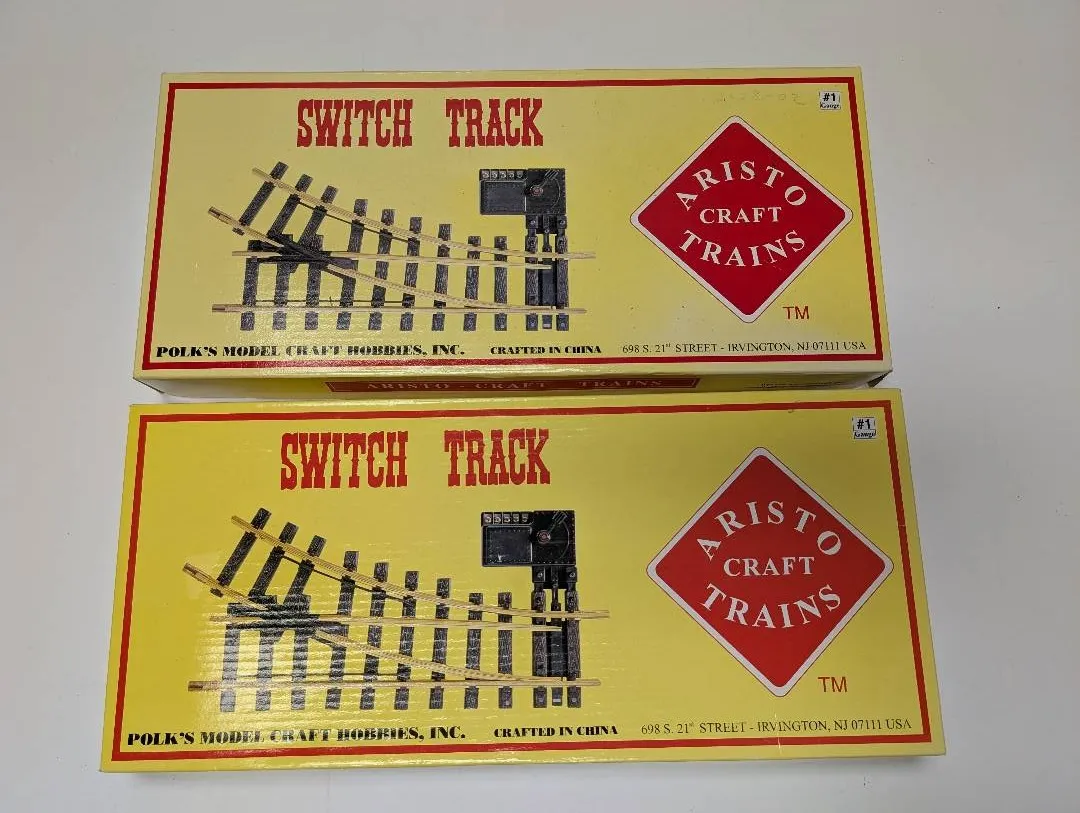 SWITCH TRACK
#1
Gauge
ARISTO
CRAFT
TRAINS
TM
POLK'S MODEL CRAFT HOBBIES, INC. CRAFTED IN CHINA 698 S. 21st STREET - IRVINGTON, NJ 07111 USA
ARISTO - CRAFT TRAINS
SWITCH TRACK
#1
Gauge
ARISTO
CRAFT
TRAINS
TM
POLK'S MODEL CRAFT HOBBIES, INC. CRAFTED IN CHINA 698 S. 21st STREET - IRVINGTON, NJ 07111 USA